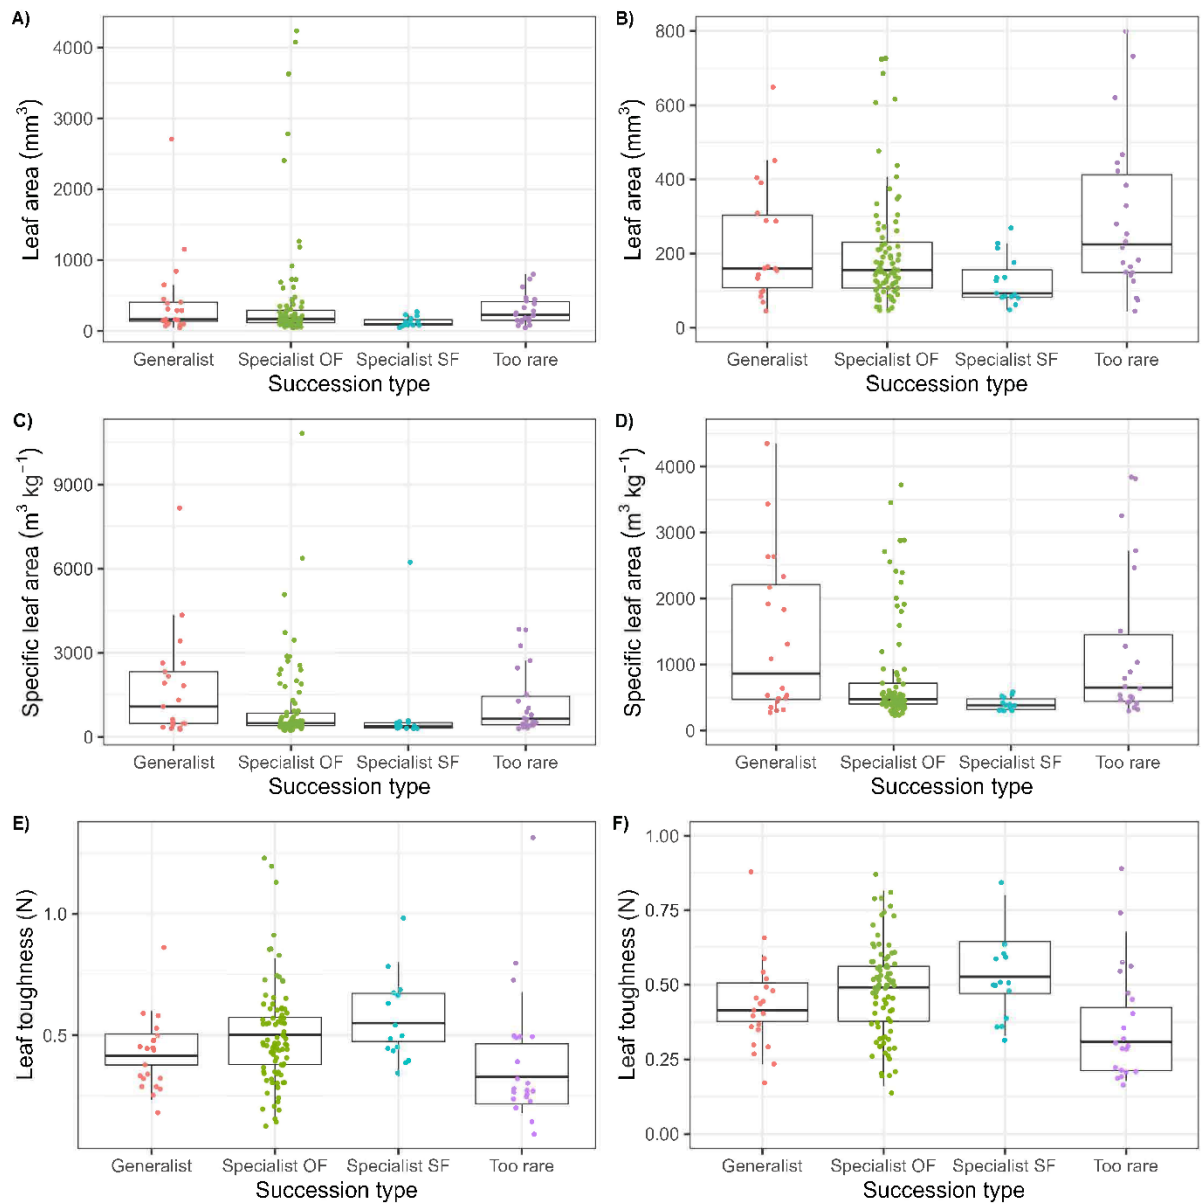 A)
Leaf area (mm³)
4000
3000
2000
1000
0
Generalist Specialist OF Specialist SF Too rare
Succession type
B)
Leaf area (mm³)
800
600
400
200
0
Generalist Specialist OF Specialist SF Too rare
Succession type
C)
Specific leaf area (m³ kg⁻¹)
9000
6000
3000
0
Generalist Specialist OF Specialist SF Too rare
Succession type
D)
Specific leaf area (m³ kg⁻¹)
4000
3000
2000
1000
0
Generalist Specialist OF Specialist SF Too rare
Succession type
E)
Leaf toughness (N)
1.0
0.5
Generalist Specialist OF Specialist SF Too rare
Succession type
F)
Leaf toughness (N)
1.00
0.75
0.50
0.25
0.00
Generalist Specialist OF Specialist SF Too rare
Succession type